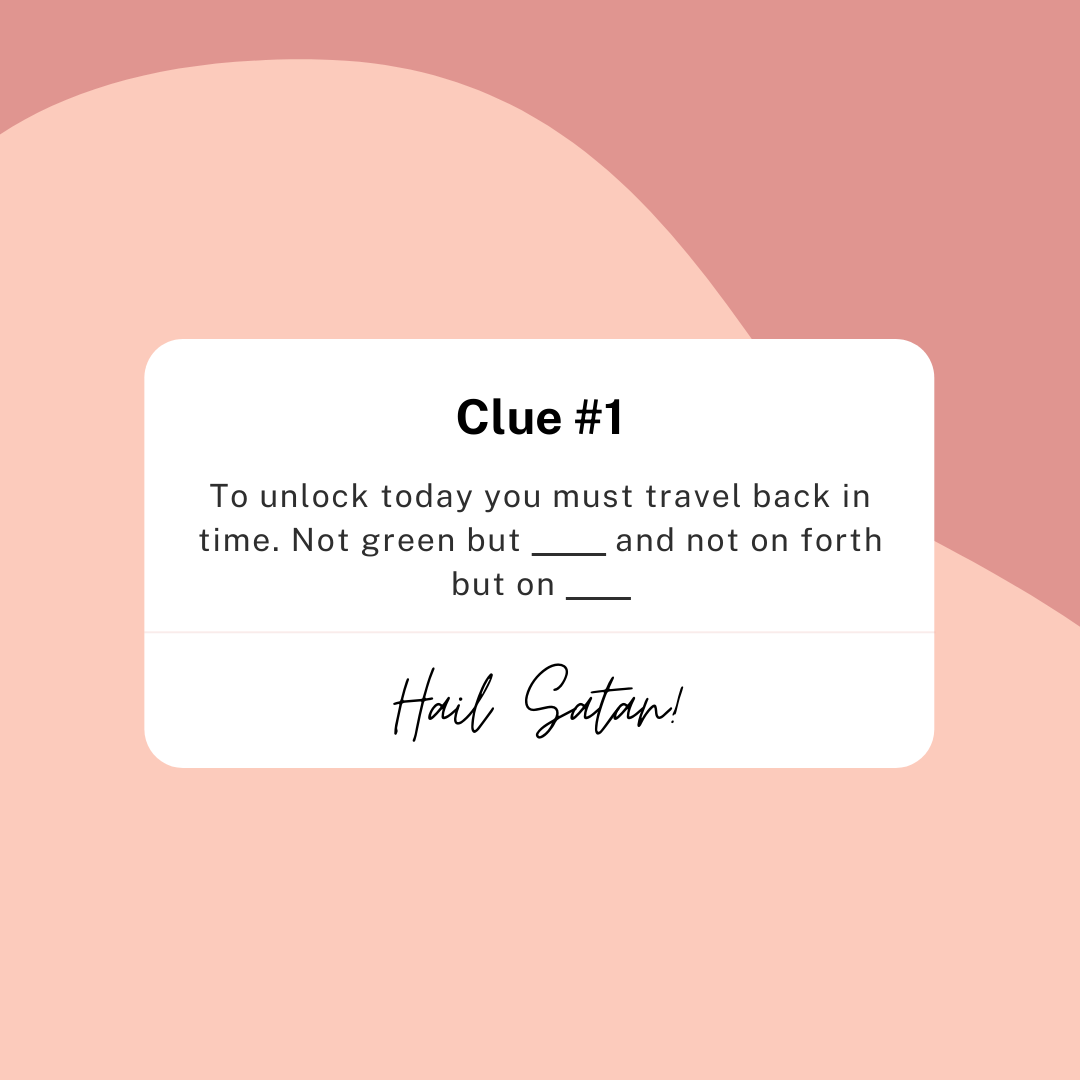 Clue #1
To unlock today you must travel back in
time. Not green but _____ and not on forth
but on ____
Hail Satan!